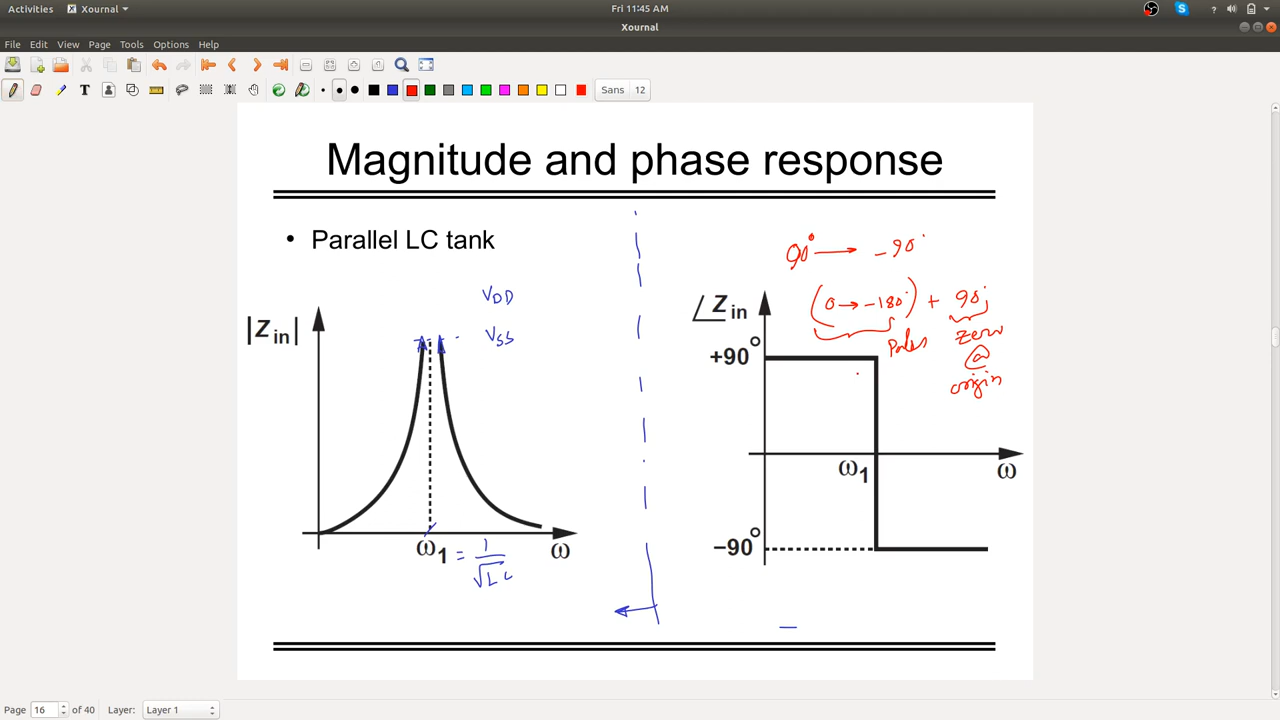 Activities
Xournal
Fri 11:45 AM
?
Xournal
File Edit View Page Tools Options Help
Sans 12
Magnitude and phase response
• Parallel LC tank
|Z in|
VDD
VSS
ω1 = 1/√LC
ω
90° → -90°
(0 → -180°) + 90°
Poles
zero
@
origin
∠Z in
+90°
ω1
ω
−90°
Page 16 of 40 Layer: Layer 1